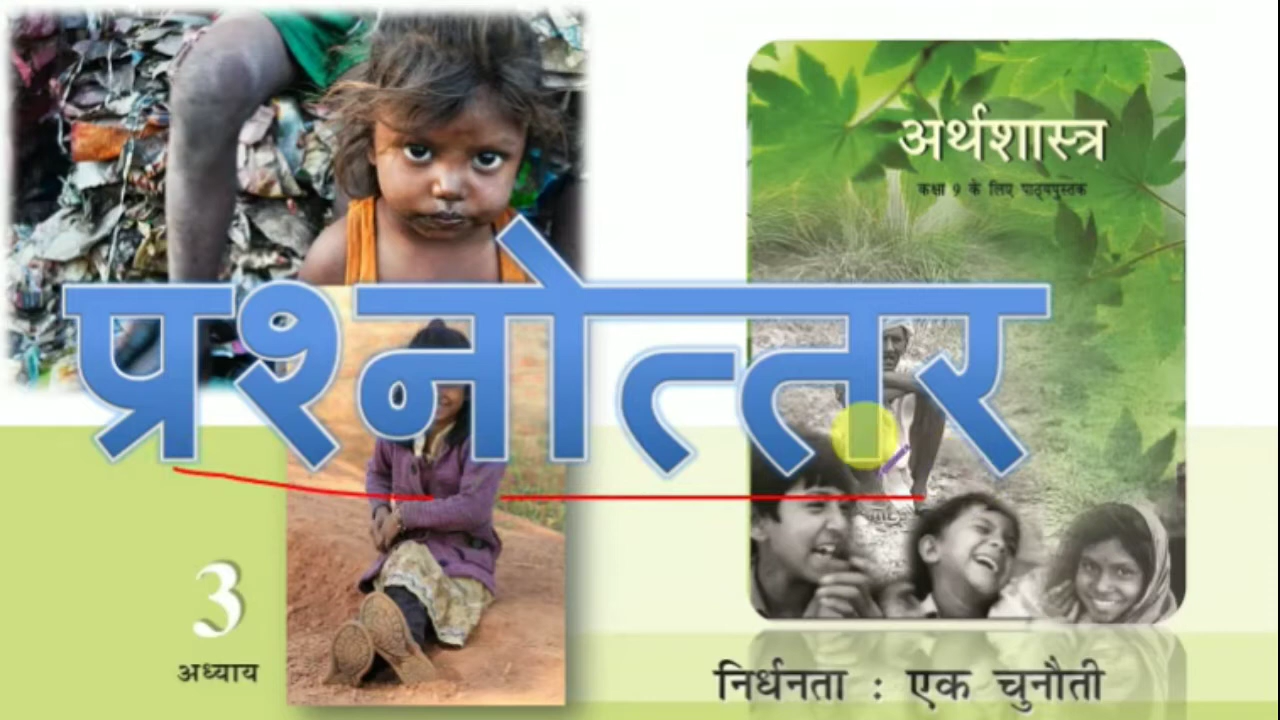 अर्थशास्त्र
कक्षा 9 के लिए पाठ्यपुस्तक
प्रश्नोत्तर
3
अध्याय
निर्धनता : एक चुनौती